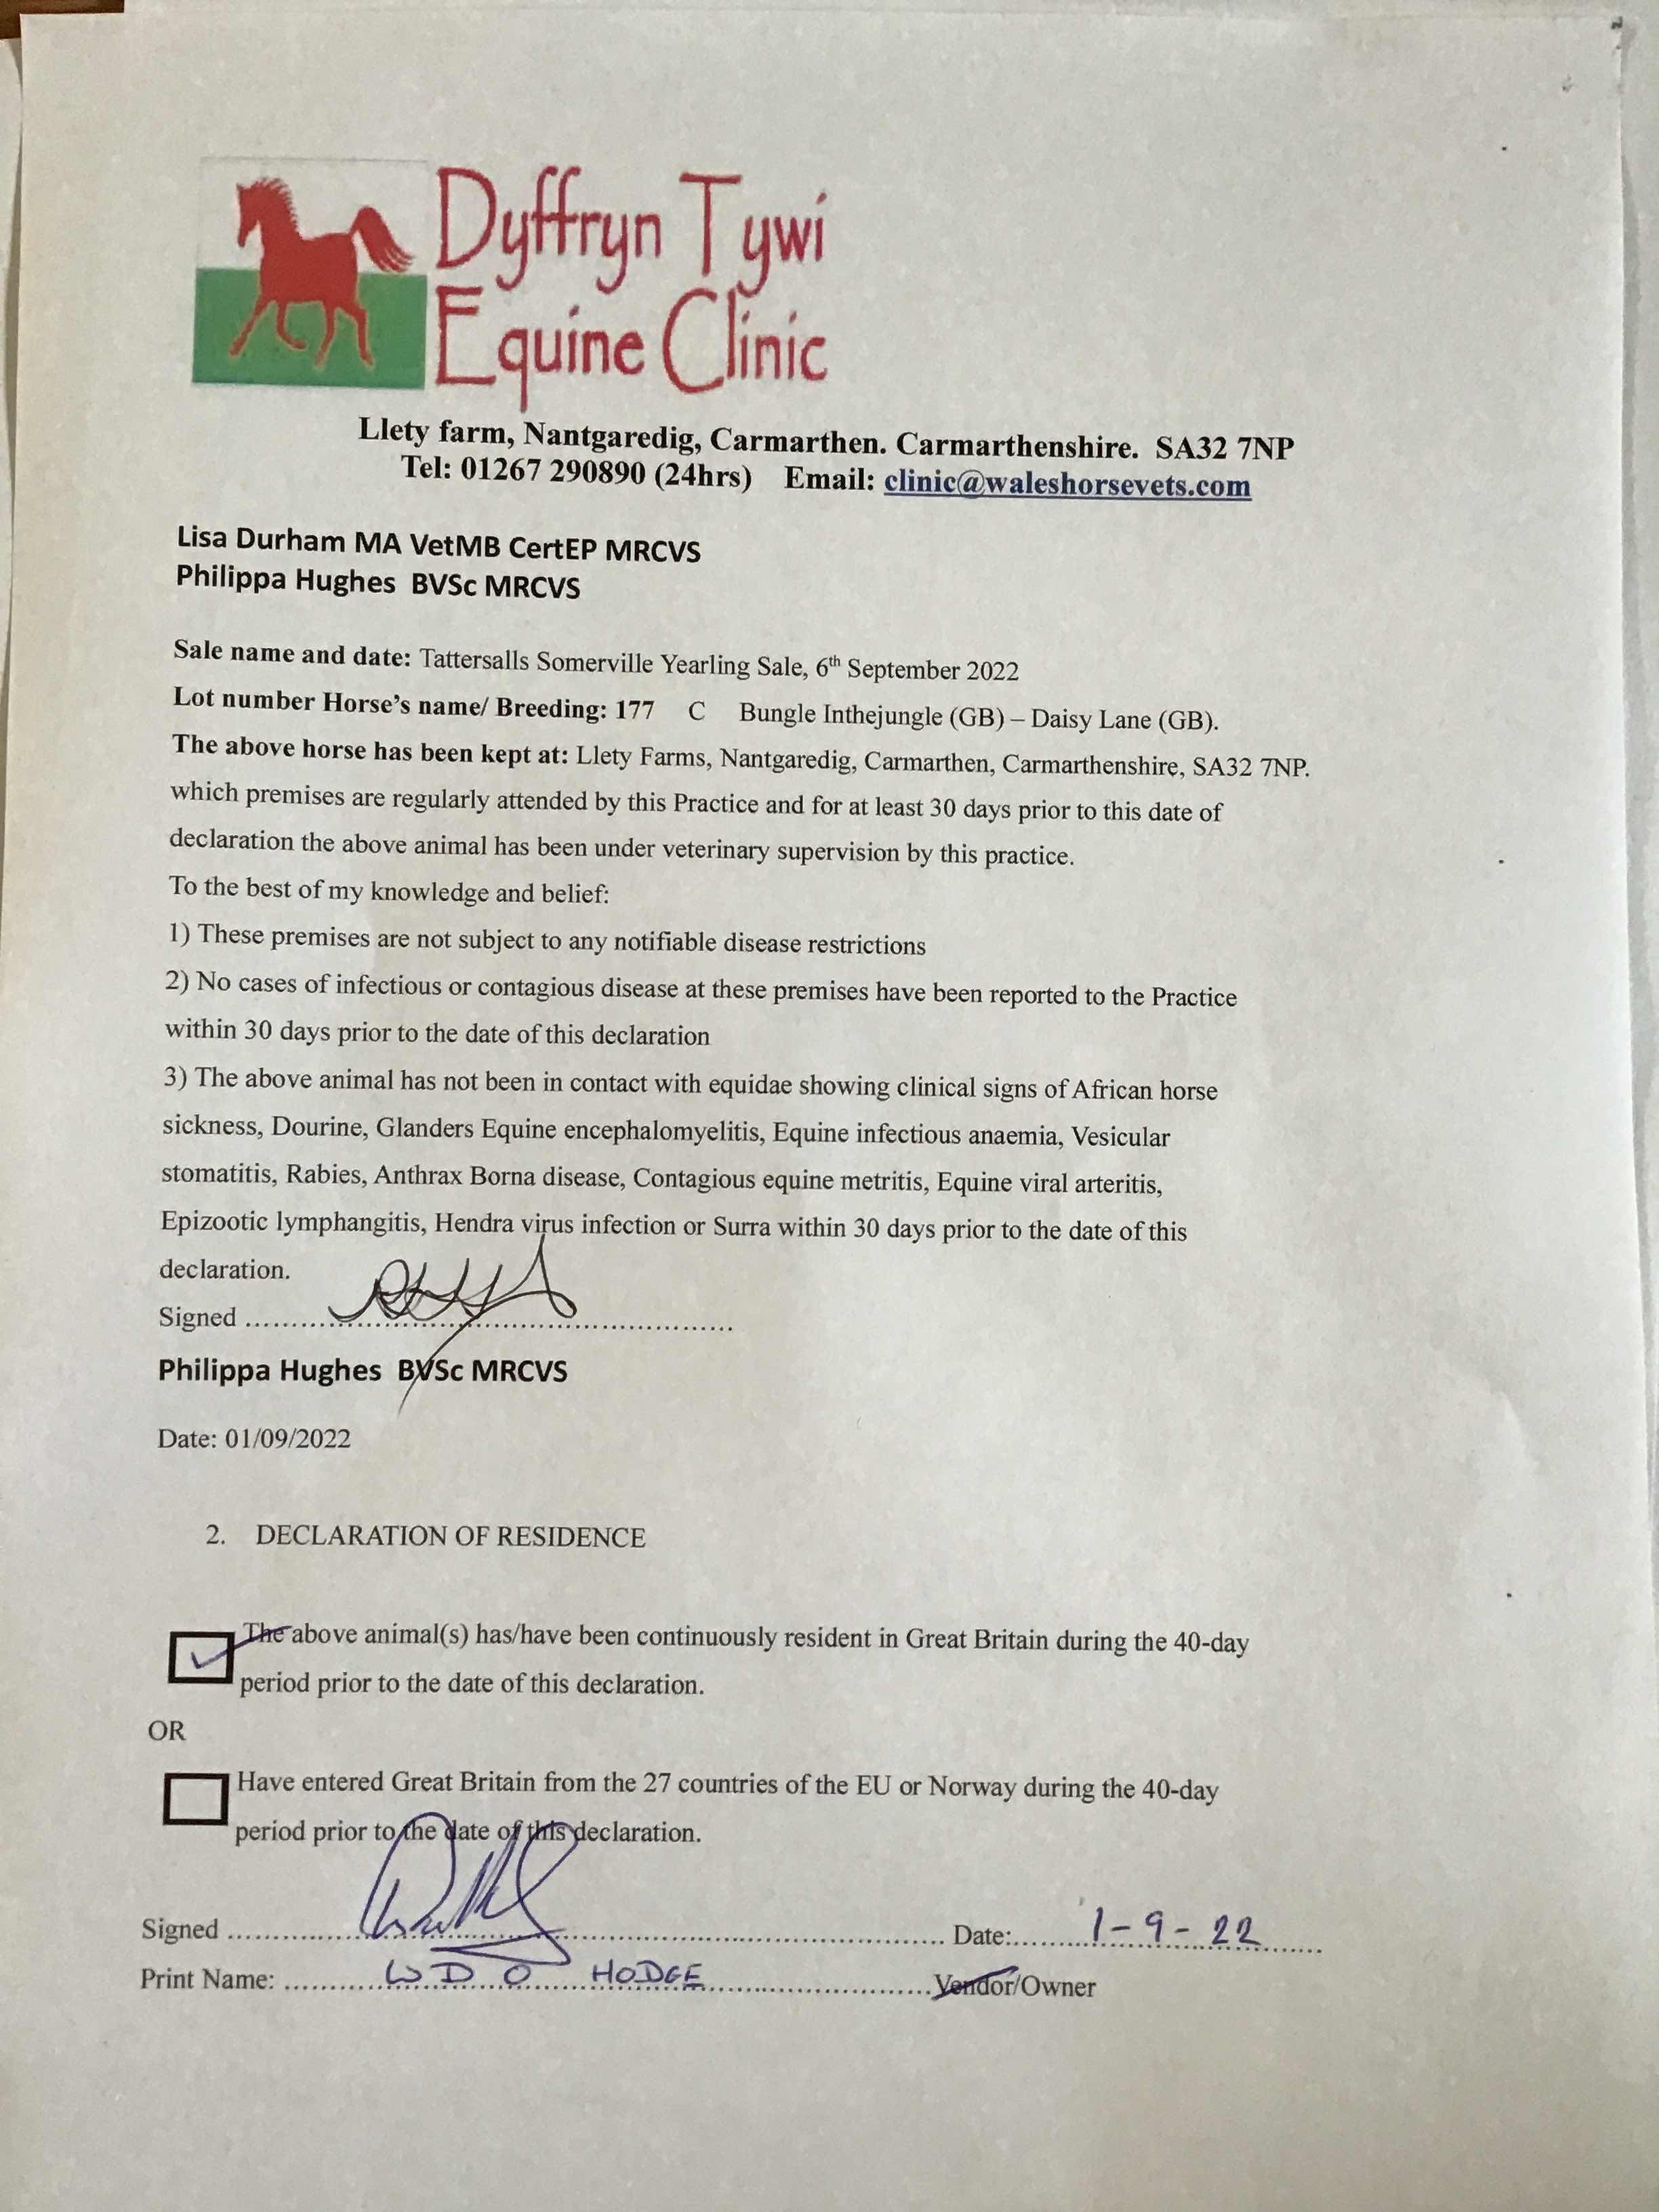 Dyffryn Tywi
Equine Clinic
Llety farm, Nantgaredig, Carmarthen. Carmarthenshire. SA32 7NP
Tel: 01267 290890 (24hrs) Email: clinic@waleshorsevets.com
Lisa Durham MA VetMB CertEP MRCVS
Philippa Hughes BVSc MRCVS
Sale name and date: Tattersalls Somerville Yearling Sale, 6th September 2022
Lot number Horse's name/ Breeding: 177 C Bungle Inthejungle (GB) – Daisy Lane (GB).
The above horse has been kept at: Llety Farms, Nantgaredig, Carmarthen, Carmarthenshire, SA32 7NP.
which premises are regularly attended by this Practice and for at least 30 days prior to this date of
declaration the above animal has been under veterinary supervision by this practice.
To the best of my knowledge and belief:
1) These premises are not subject to any notifiable disease restrictions
2) No cases of infectious or contagious disease at these premises have been reported to the Practice
within 30 days prior to the date of this declaration
3) The above animal has not been in contact with equidae showing clinical signs of African horse
sickness, Dourine, Glanders Equine encephalomyelitis, Equine infectious anaemia, Vesicular
stomatitis, Rabies, Anthrax Borna disease, Contagious equine metritis, Equine viral arteritis,
Epizootic lymphangitis, Hendra virus infection or Surra within 30 days prior to the date of this
declaration.
Signed ..........
Philippa Hughes BVSc MRCVS
Date: 01/09/2022
2. DECLARATION OF RESIDENCE
The above animal(s) has/have been continuously resident in Great Britain during the 40-day
period prior to the date of this declaration.
OR
Have entered Great Britain from the 27 countries of the EU or Norway during the 40-day
period prior to the date of this declaration.
Signed .......... Date:.......... 1-9-22
Print Name: .......... W D O HODGE .......... Vendor/Owner